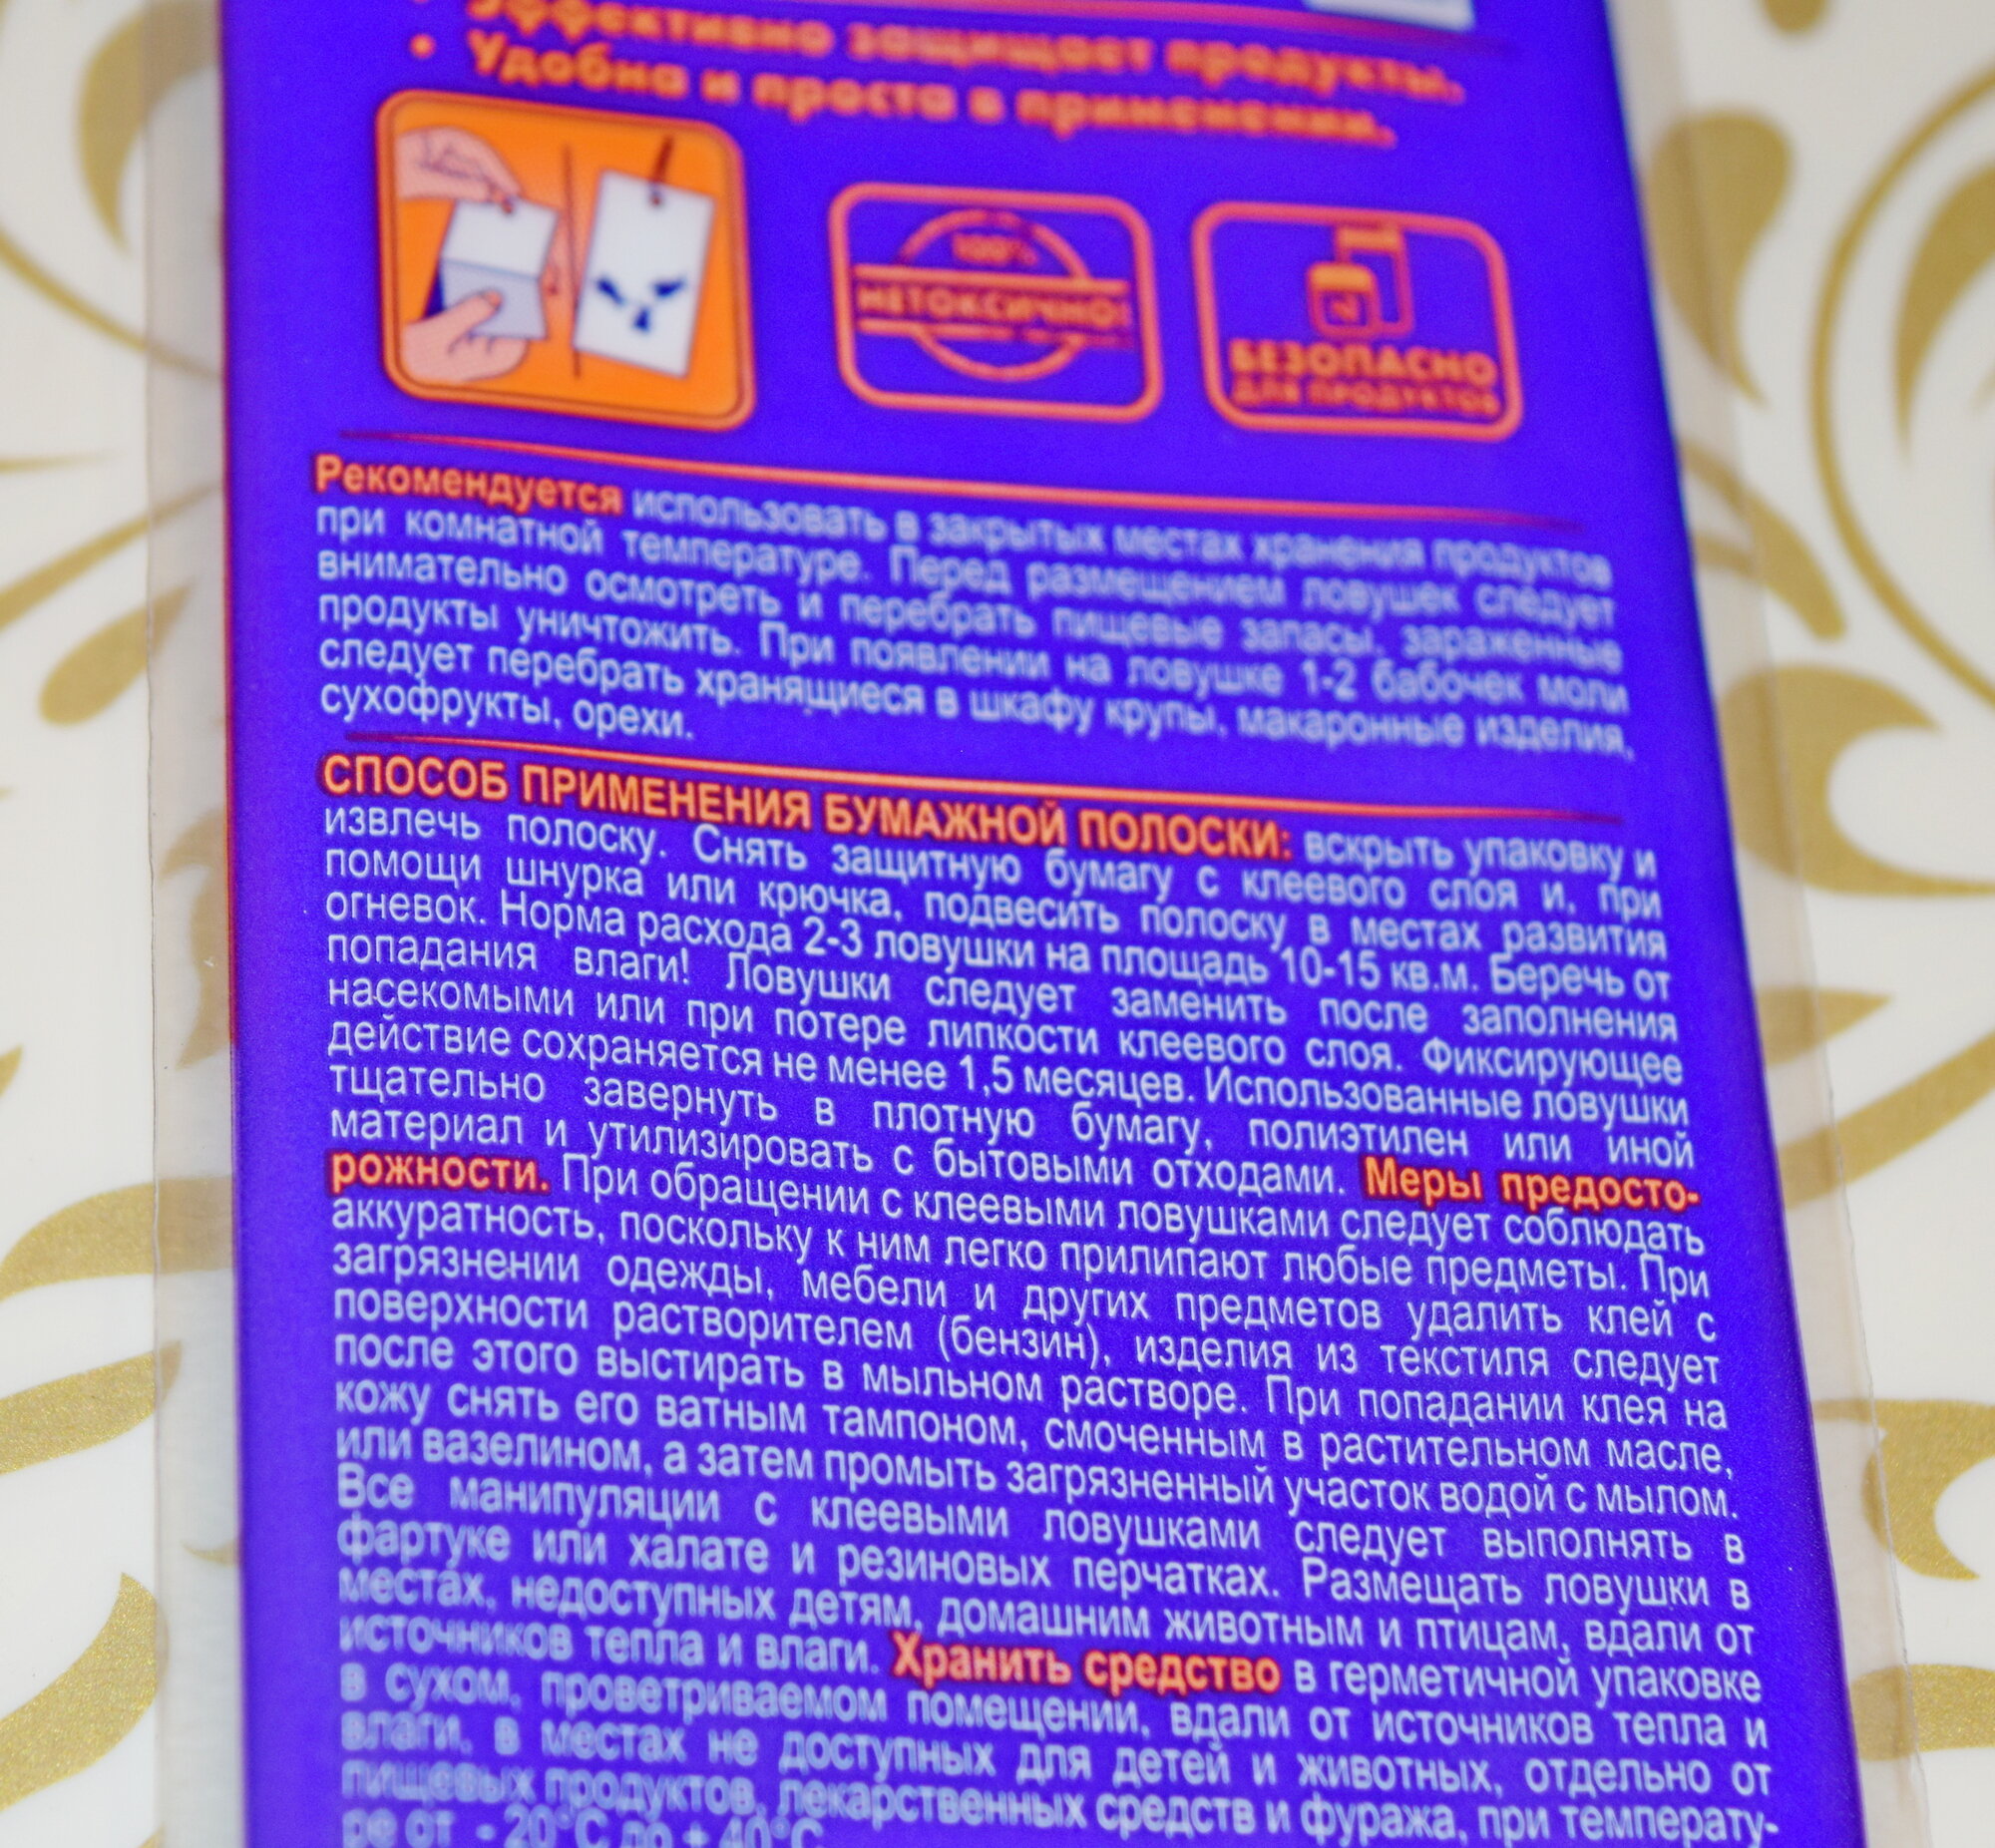 • Эффективно защищает продукты.
• Удобна и проста в применении.
100%
НЕТОКСИЧНО!
БЕЗОПАСНО
ДЛЯ ПРОДУКТОВ
Рекомендуется использовать в закрытых местах хранения продуктов
при комнатной температуре. Перед размещением ловушек следует
внимательно осмотреть и перебрать пищевые запасы, зараженные
продукты уничтожить. При появлении на ловушке 1-2 бабочек моли
следует перебрать хранящиеся в шкафу крупы, макаронные изделия,
сухофрукты, орехи.
СПОСОБ ПРИМЕНЕНИЯ БУМАЖНОЙ ПОЛОСКИ: вскрыть упаковку и
извлечь полоску. Снять защитную бумагу с клеевого слоя и, при
помощи шнурка или крючка, подвесить полоску в местах развития
огневок. Норма расхода 2-3 ловушки на площадь 10-15 кв.м. Беречь от
попадания влаги! Ловушки следует заменить после заполнения
насекомыми или при потере липкости клеевого слоя. Фиксирующее
действие сохраняется не менее 1,5 месяцев. Использованные ловушки
тщательно завернуть в плотную бумагу, полиэтилен или иной
материал и утилизировать с бытовыми отходами. Меры предосто-
рожности. При обращении с клеевыми ловушками следует соблюдать
аккуратность, поскольку к ним легко прилипают любые предметы. При
загрязнении одежды, мебели и других предметов удалить клей с
поверхности растворителем (бензин), изделия из текстиля следует
после этого выстирать в мыльном растворе. При попадании клея на
кожу снять его ватным тампоном, смоченным в растительном масле,
или вазелином, а затем промыть загрязненный участок водой с мылом.
Все манипуляции с клеевыми ловушками следует выполнять в
фартуке или халате и резиновых перчатках. Размещать ловушки в
местах, недоступных детям, домашним животным и птицам, вдали от
источников тепла и влаги. Хранить средство в герметичной упаковке
в сухом, проветриваемом помещении, вдали от источников тепла и
влаги, в местах не доступных для детей и животных, отдельно от
пищевых продуктов, лекарственных средств и фуража, при температу-
ре от - 20°С до + 40°С